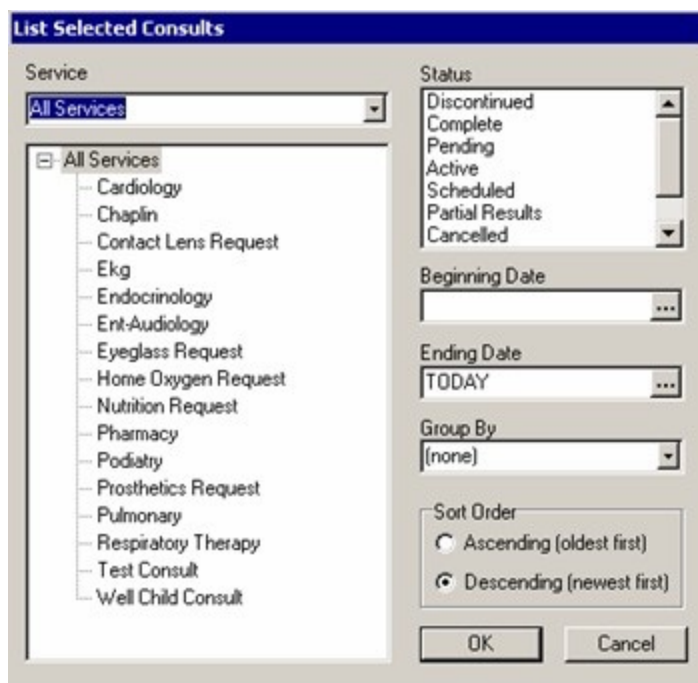 List Selected Consults
Service
All Services
All Services
Cardiology
Chaplin
Contact Lens Request
Ekg
Endocrinology
Ent-Audiology
Eyeglass Request
Home Oxygen Request
Nutrition Request
Pharmacy
Podiatry
Prosthetics Request
Pulmonary
Respiratory Therapy
Test Consult
Well Child Consult
Status
Discontinued
Complete
Pending
Active
Scheduled
Partial Results
Cancelled
Beginning Date
...
Ending Date
TODAY ...
Group By
(none)
Sort Order
Ascending (oldest first)
Descending (newest first)
OK Cancel